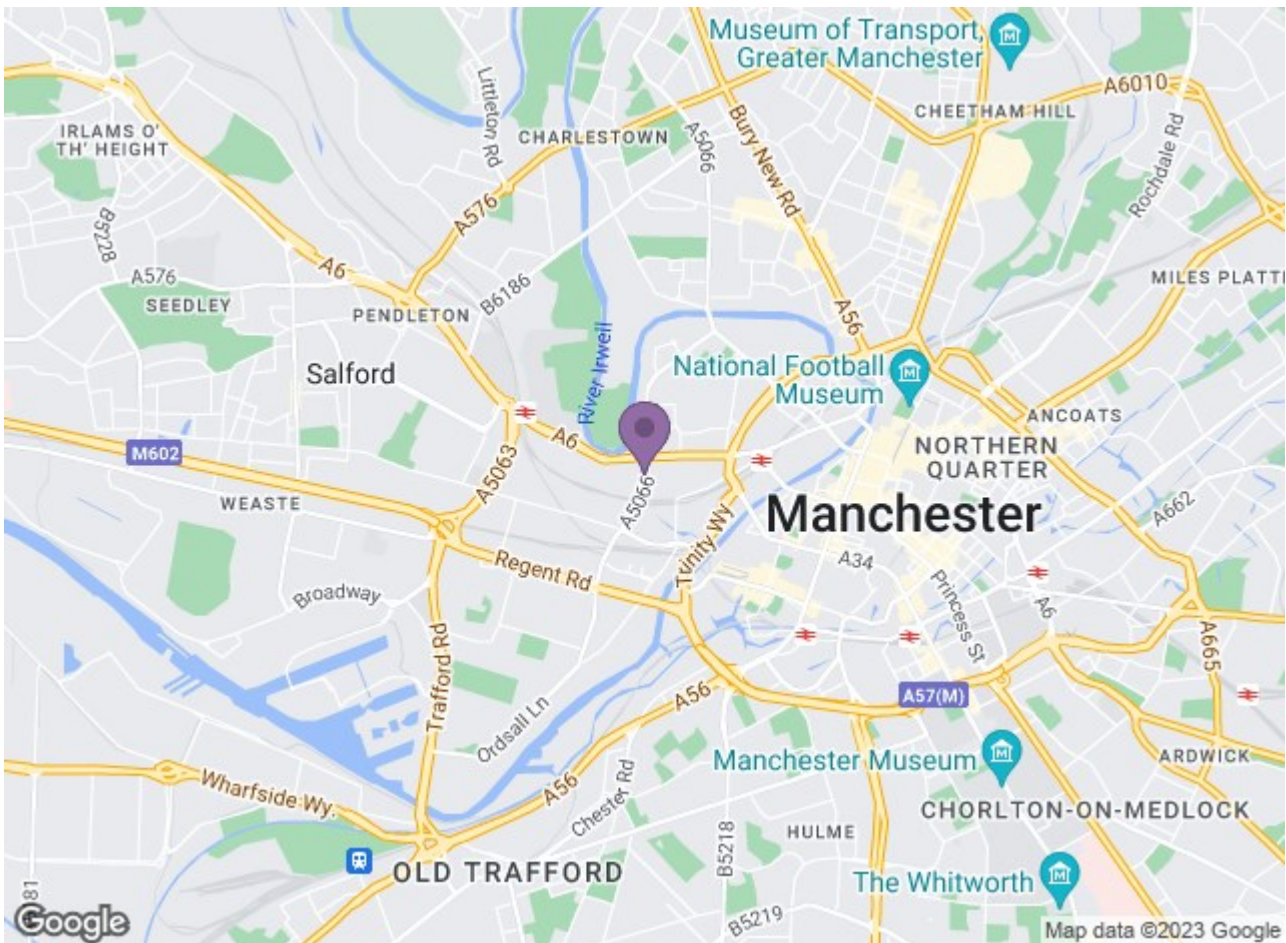 Museum of Transport,
Greater Manchester
A6010
CHEETHAM HILL
Littleton Rd
CHARLESTOWN
A5066
Bury New Rd
Rochdale Rd
IRLAMS O'
TH' HEIGHT
A576
B5228
A6
A576
SEEDLEY
B6186
MILES PLATTI
PENDLETON
A56
River Irwell
National Football
Museum
Salford
ANCOATS
A6
NORTHERN
QUARTER
M602
A5063
A5066
WEASTE
Manchester
A662
Trinity Wy
A34
Regent Rd
Princess St
A6
Broadway
A665
Trafford Rd
A56
A57(M)
Ordsall Ln
Manchester Museum
ARDWICK
Wharfside Wy.
A56
Chester Rd
CHORLTON-ON-MEDLOCK
B5218
HULME
OLD TRAFFORD
The Whitworth
081
B5219
Google
Map data ©2023 Google